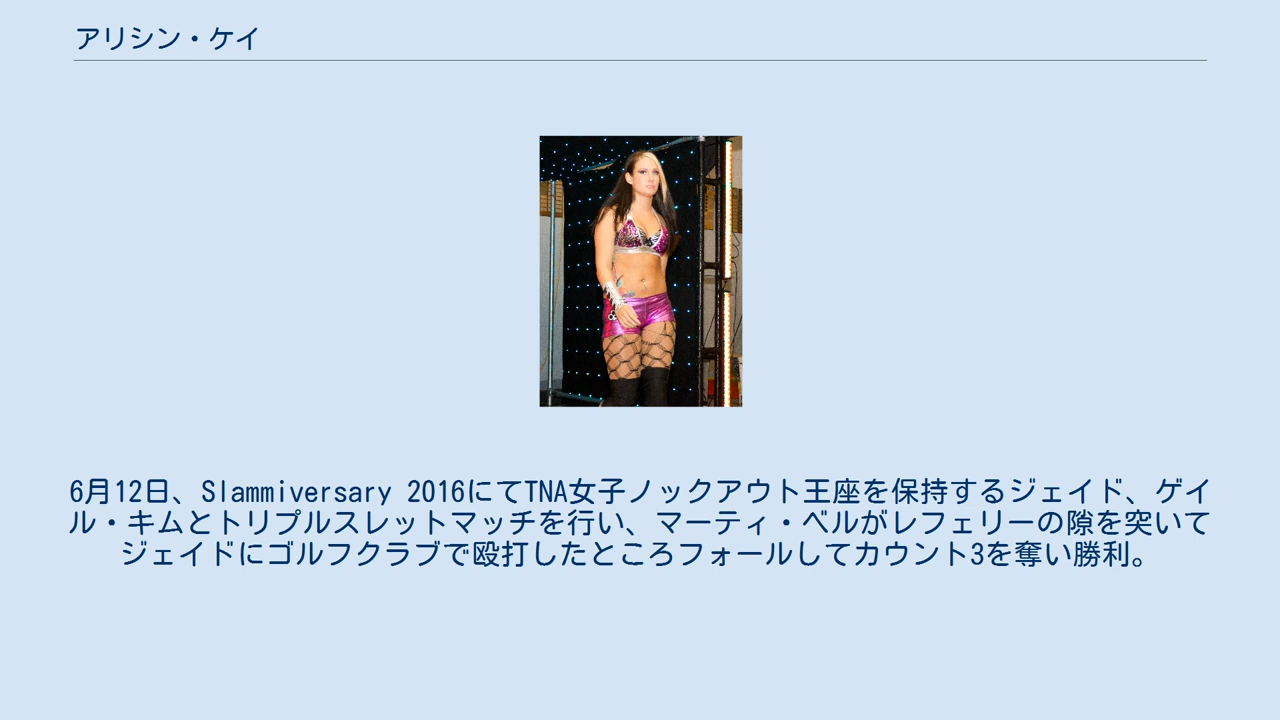 アリシン・ケイ
6月12日、Slammiversary 2016にてTNA女子ノックアウト王座を保持するジェイド、ゲイ
ル・キムとトリプルスレットマッチを行い、マーティ・ベルがレフェリーの隙を突いて
ジェイドにゴルフクラブで殴打したところフォールしてカウント3を奪い勝利。